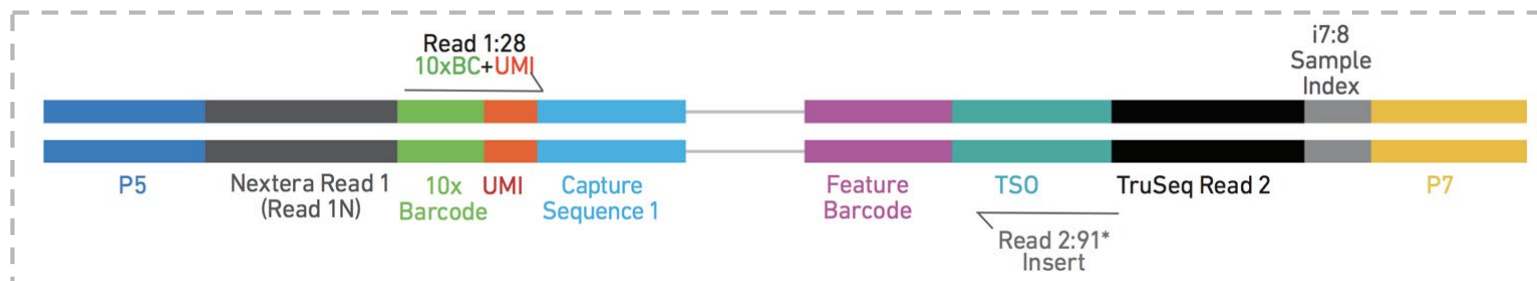 Read 1:28
10xBC+UMI
i7:8
Sample
Index
P5
Nextera Read 1
(Read 1N)
10x
Barcode
UMI
Capture
Sequence 1
Feature
Barcode
TSO
TruSeq Read 2
P7
Read 2:91*
Insert